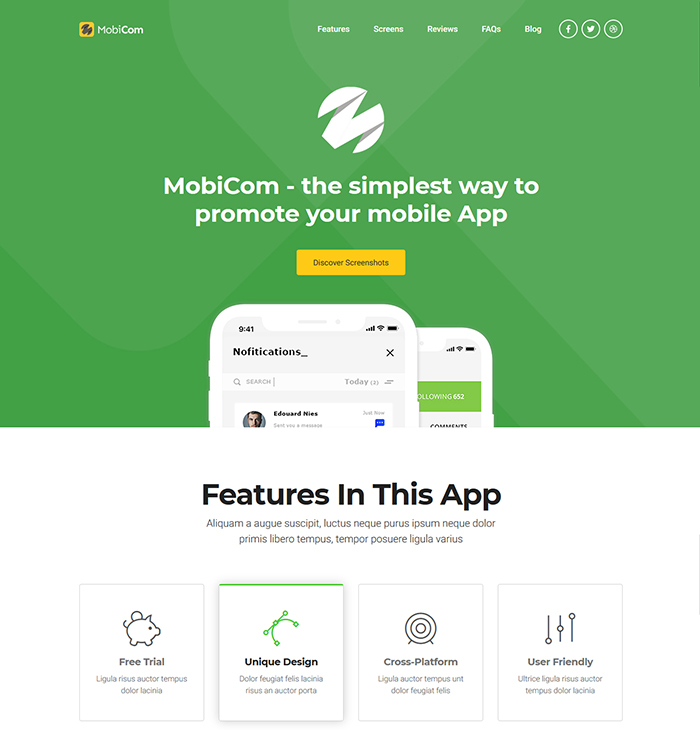 MobiCom
Features Screens Reviews FAQs Blog
MobiCom - the simplest way to
promote your mobile App
Discover Screenshots
9:41
Nofitications_
SEARCH
Today (2)
Edouard Nies
Just Now
Sent you a message
OLLOWING 652
COMMENTS
Features In This App
Aliquam a augue suscipit, luctus neque purus ipsum neque dolor
primis libero tempus, tempor posuere ligula varius
Free Trial
Ligula risus auctor tempus
dolor lacinia
Unique Design
Dolor feugiat felis lacinia
risus an auctor porta
Cross-Platform
Ligula auctor tempus unt
dolor feugiat felis
User Friendly
Ultrice ligula risus auctor
tempus dolor lacinia